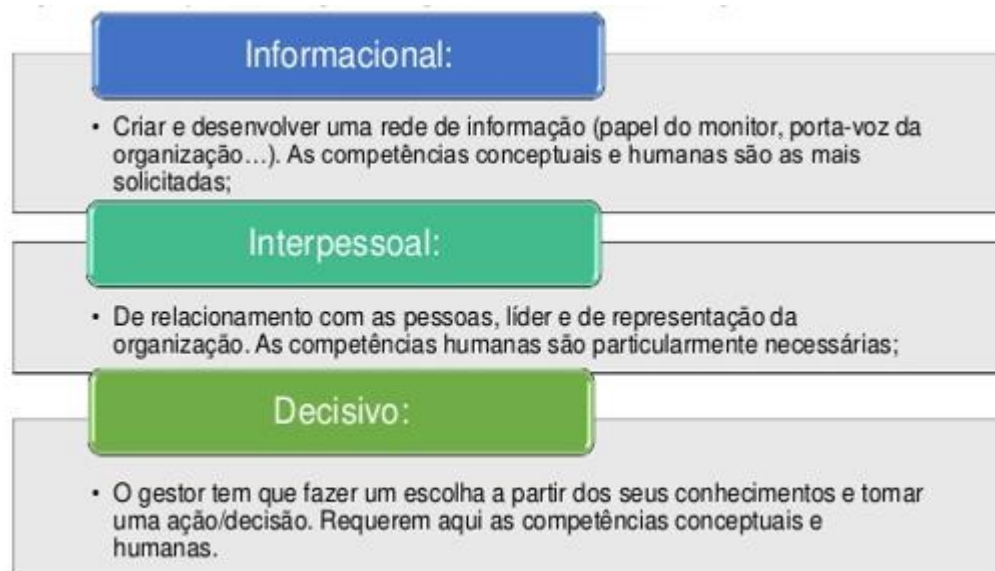 Informacional:
• Criar e desenvolver uma rede de informação (papel do monitor, porta-voz da
organização…). As competências conceptuais e humanas são as mais
solicitadas;
Interpessoal:
• De relacionamento com as pessoas, líder e de representação da
organização. As competências humanas são particularmente necessárias;
Decisivo:
• O gestor tem que fazer um escolha a partir dos seus conhecimentos e tomar
uma ação/decisão. Requerem aqui as competências conceptuais e
humanas.